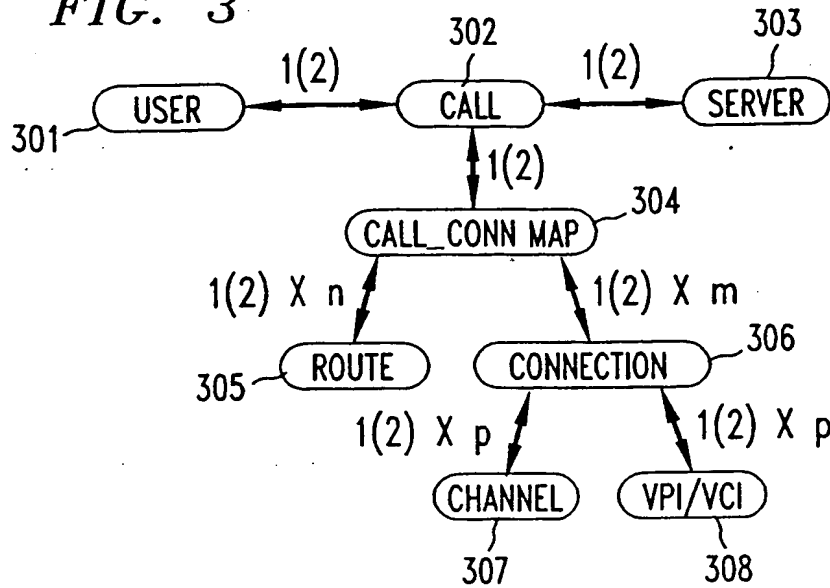 FIG. 3
302
303
1(2)
1(2)
USER
CALL
SERVER
301
1(2)
304
CALL_CONN MAP
1(2) X n
1(2) X m
306
ROUTE
CONNECTION
305
1(2) X p
1(2) X p
CHANNEL
VPI/VCI
307
308